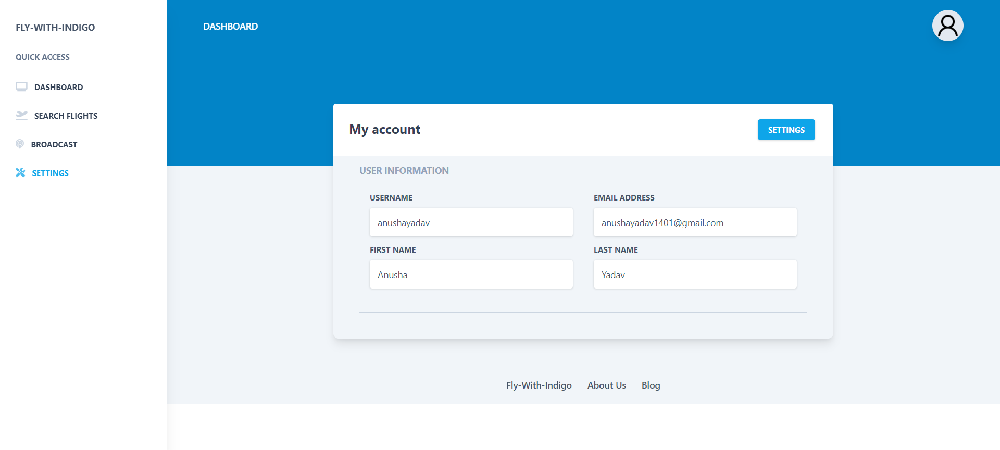 FLY-WITH-INDIGO
QUICK ACCESS
DASHBOARD
SEARCH FLIGHTS
BROADCAST
SETTINGS
DASHBOARD
My account
SETTINGS
USER INFORMATION
USERNAME
anushayadav
EMAIL ADDRESS
anushayadav1401@gmail.com
FIRST NAME
Anusha
LAST NAME
Yadav
Fly-With-Indigo About Us Blog